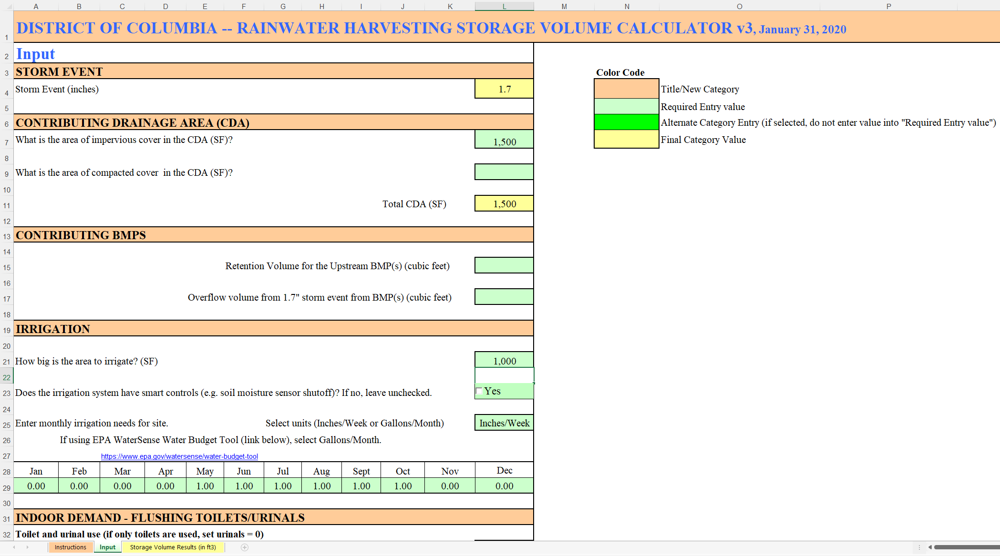 A B C D E F G H I J K L M N O P
1 DISTRICT OF COLUMBIA -- RAINWATER HARVESTING STORAGE VOLUME CALCULATOR v3, January 31, 2020
2 Input
3 STORM EVENT Color Code
4 Storm Event (inches) 1.7 Title/New Category
5 Required Entry value
6 CONTRIBUTING DRAINAGE AREA (CDA) Alternate Category Entry (if selected, do not enter value into "Required Entry value")
7 What is the area of impervious cover in the CDA (SF)? 1,500 Final Category Value
8
9 What is the area of compacted cover in the CDA (SF)?
10
11 Total CDA (SF) 1,500
12
13 CONTRIBUTING BMPS
14
15 Retention Volume for the Upstream BMP(s) (cubic feet)
16
17 Overflow volume from 1.7" storm event from BMP(s) (cubic feet)
18
19 IRRIGATION
20
21 How big is the area to irrigate? (SF) 1,000
22
23 Does the irrigation system have smart controls (e.g. soil moisture sensor shutoff)? If no, leave unchecked. Yes
24
25 Enter monthly irrigation needs for site. Select units (Inches/Week or Gallons/Month) Inches/Week
26 If using EPA WaterSense Water Budget Tool (link below), select Gallons/Month.
27 https://www.epa.gov/watersense/water-budget-tool
28 Jan Feb Mar Apr May Jun Jul Aug Sept Oct Nov Dec
29 0.00 0.00 0.00 0.00 1.00 1.00 1.00 1.00 1.00 1.00 0.00 0.00
30
31 INDOOR DEMAND - FLUSHING TOILETS/URINALS
32 Toilet and urinal use (if only toilets are used, set urinals = 0)
Instructions Input Storage Volume Results (in ft3)